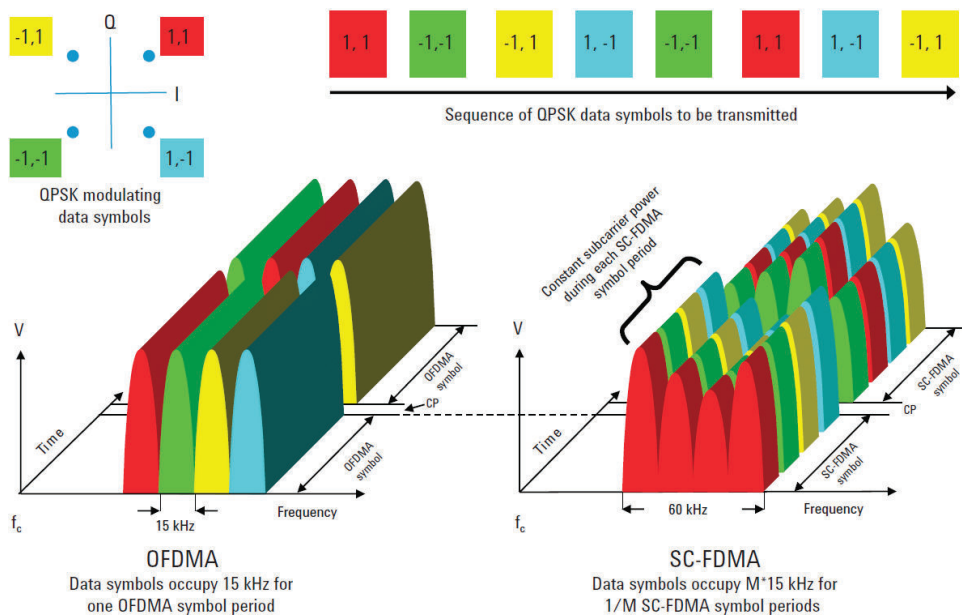 -1,1
Q
1,1
I
-1,-1
1,-1
QPSK modulating
data symbols
1, 1
-1,-1
-1, 1
1, -1
-1,-1
1, 1
1, -1
-1, 1
Sequence of QPSK data symbols to be transmitted
V
Time
OFDMA
symbol
CP
OFDMA
symbol
15 kHz
Frequency
fc
OFDMA
Data symbols occupy 15 kHz for
one OFDMA symbol period
Constant subcarrier power
during each SC-FDMA
symbol period
V
Time
SC-FDMA
symbol
CP
SC-FDMA
symbol
60 kHz
Frequency
fc
SC-FDMA
Data symbols occupy M*15 kHz for
1/M SC-FDMA symbol periods